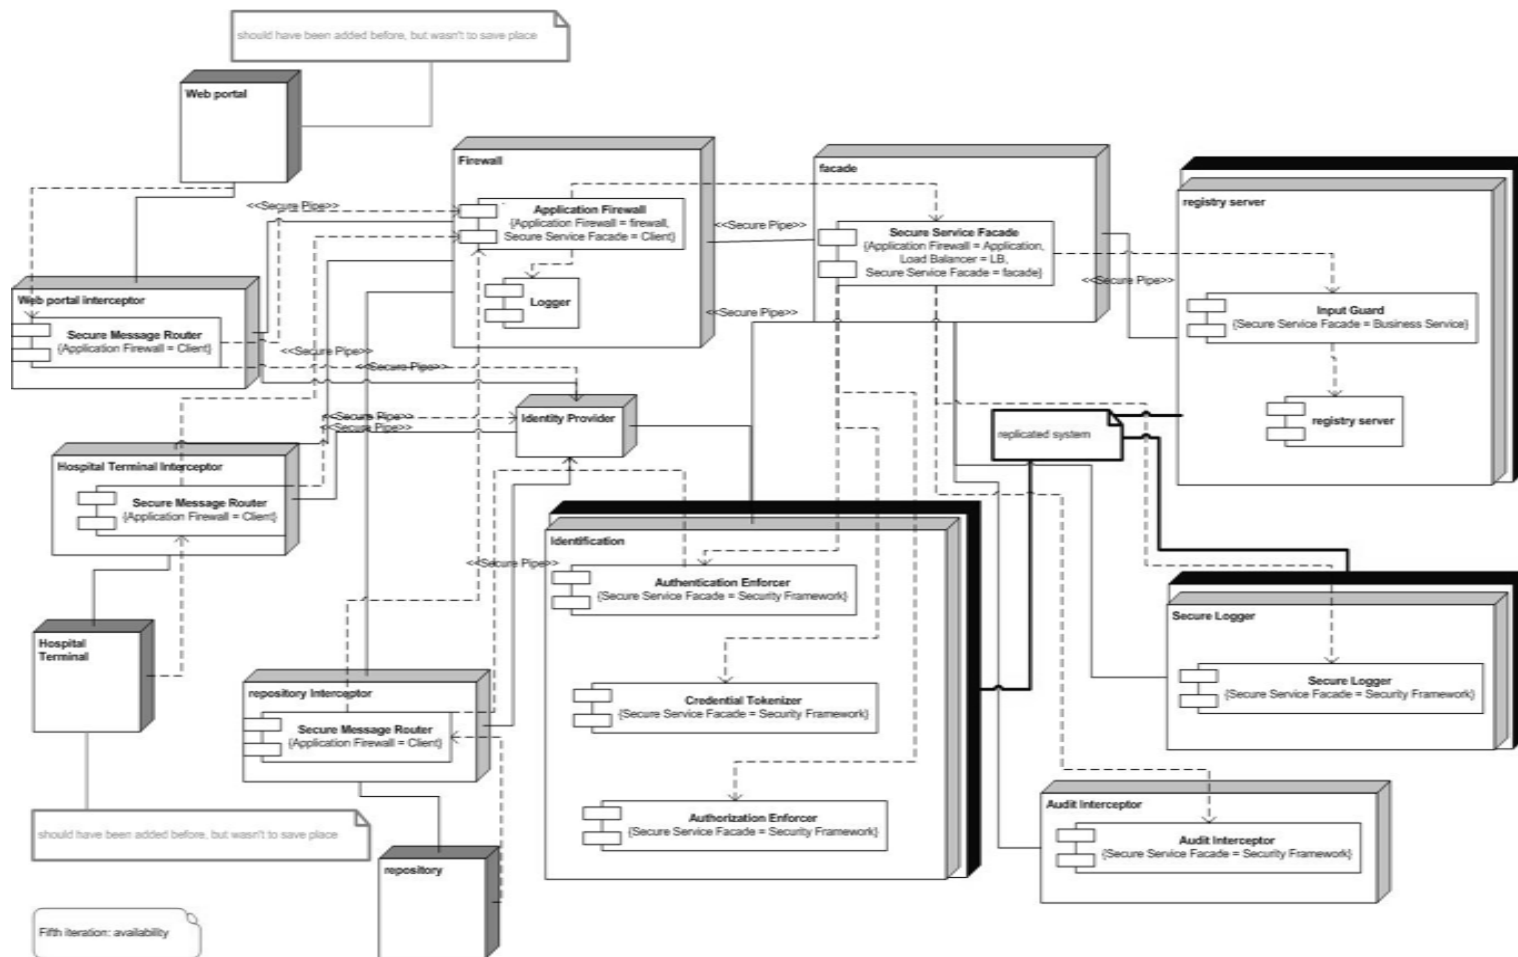 should have been added before, but wasn't to save place
Web portal
Firewall
Application Firewall
{Application Firewall = firewall,
Secure Service Facade = Client}
Logger
<<Secure Pipe>>
<<Secure Pipe>>
facade
Secure Service Facade
{Application Firewall = Application,
Load Balancer = LB,
Secure Service Facade = facade}
<<Secure Pipe>>
<<Secure Pipe>>
registry server
Input Guard
{Secure Service Facade = Business Service}
registry server
Web portal interceptor
Secure Message Router
{Application Firewall = Client}
<<Secure Pipe>>
<<Secure Pipe>>
<<Secure Pipe>>
<<Secure Pipe>>
Identity Provider
replicated system
Hospital Terminal Interceptor
Secure Message Router
{Application Firewall = Client}
Identification
<<Secure Pipe>>
Authentication Enforcer
{Secure Service Facade = Security Framework}
Credential Tokenizer
{Secure Service Facade = Security Framework}
Authorization Enforcer
{Secure Service Facade = Security Framework}
Secure Logger
Secure Logger
{Secure Service Facade = Security Framework}
Hospital
Terminal
repository Interceptor
Secure Message Router
{Application Firewall = Client}
Audit Interceptor
Audit Interceptor
{Secure Service Facade = Security Framework}
should have been added before, but wasn't to save place
repository
Fifth iteration: availability